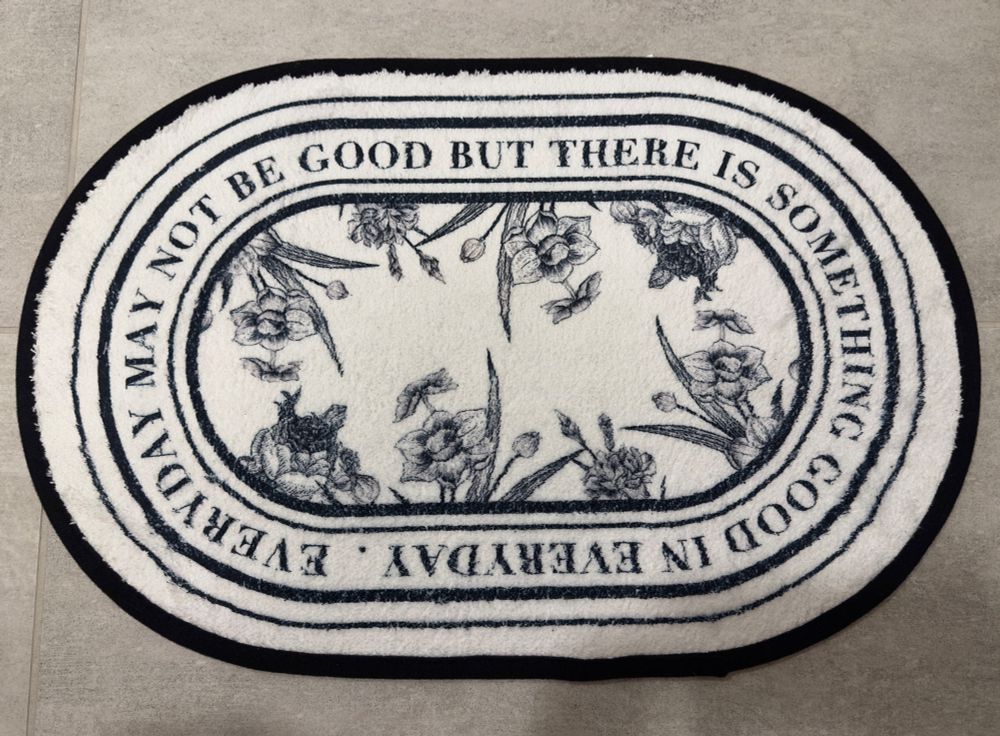 EVERYDAY MAY NOT BE GOOD BUT THERE IS SOMETHING GOOD IN EVERYDAY .